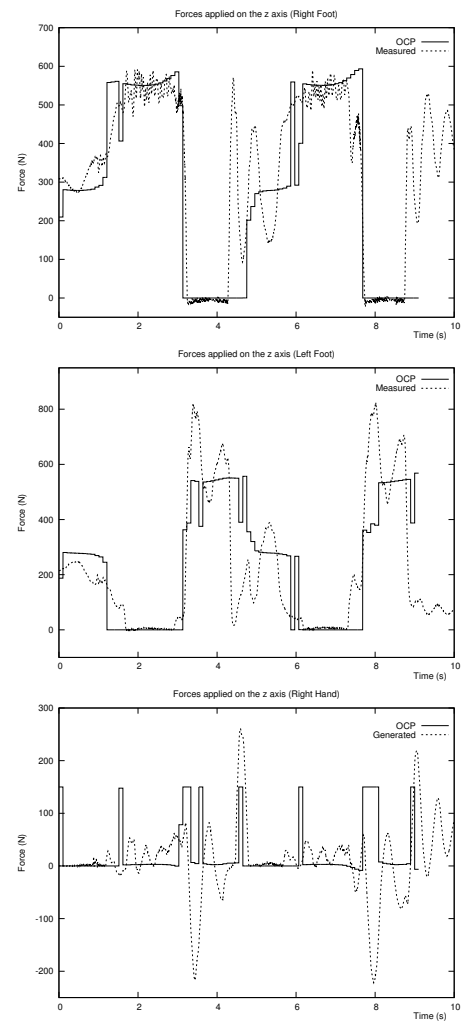 Forces applied on the z axis (Right Foot)
700
600
500
400
300
200
100
0
Force (N)
OCP
Measured
0 2 4 6 8 10
Time (s)
Forces applied on the z axis (Left Foot)
800
600
400
200
0
Force (N)
OCP
Measured
0 2 4 6 8 10
Time (s)
Forces applied on the z axis (Right Hand)
300
200
100
0
-100
-200
Force (N)
OCP
Generated
0 2 4 6 8 10
Time (s)